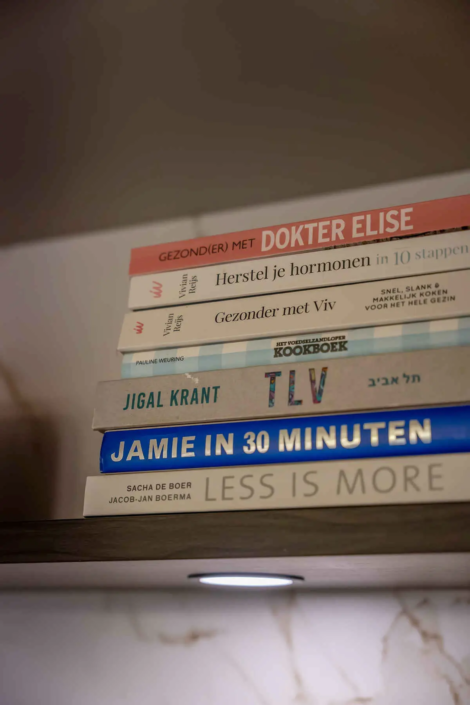 GEZOND(ER) MET DOKTER ELISE
Vivian
Reijs
Herstel je hormonen in 10 stappen
Vivian
Reijs
Gezonder met Viv
SNEL, SLANK &
MAKKELIJK KOKEN
VOOR HET HELE GEZIN
PAULINE WEURING
HET VOEDSELZANDLOPER
KOOKBOEK
JIGAL KRANT
TLV
תל אביב
JAMIE IN 30 MINUTEN
SACHA DE BOER
JACOB-JAN BOERMA
LESS IS MORE